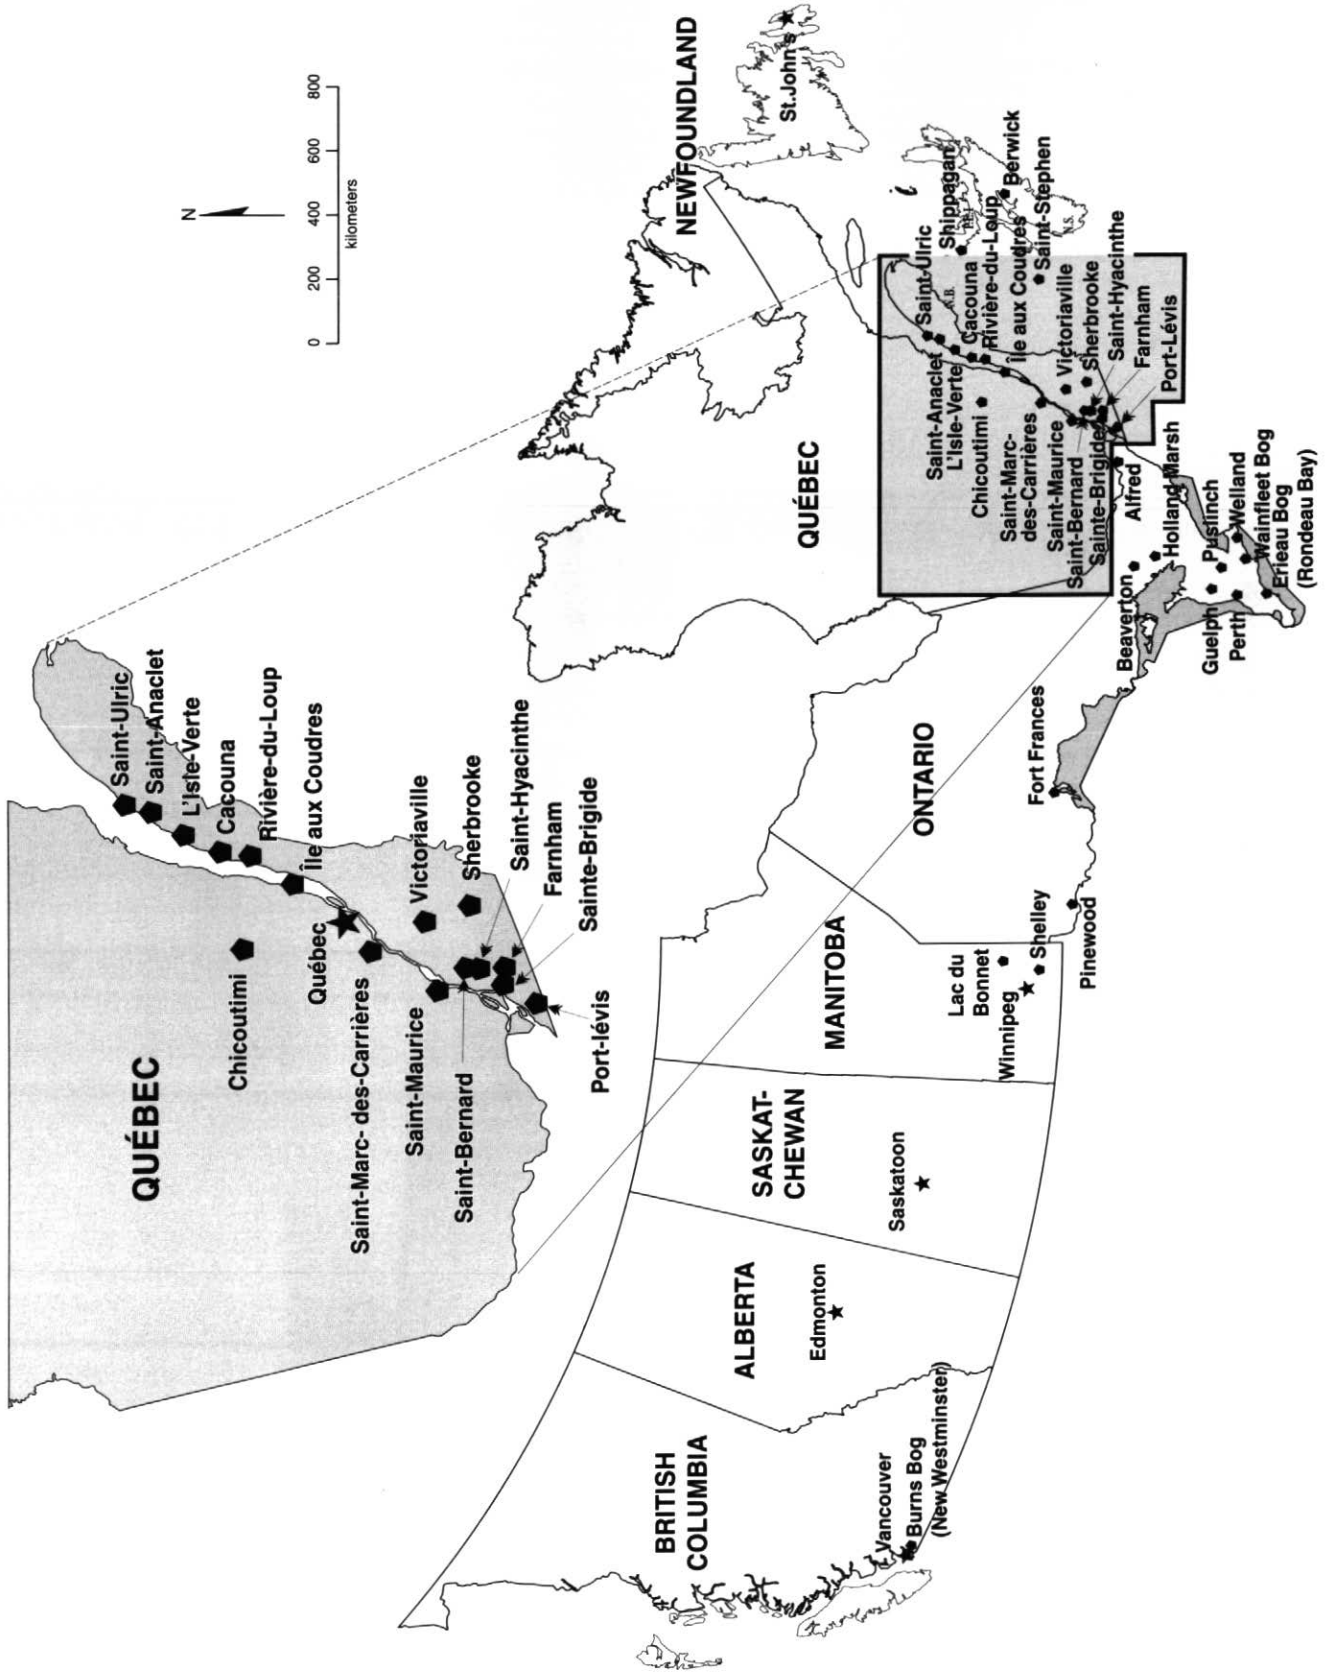 N
0
200
400
600
800
kilometers
QUÉBEC
Saint-Ulric
Saint-Anaclet
L'Isle-Verte
Cacouna
Rivière-du-Loup
Île aux Coudres
Chicoutimi
Québec
Saint-Marc- des-Carrières
Victoriaville
Sherbrooke
Saint-Maurice
Saint-Bernard
Saint-Hyacinthe
Farnham
Sainte-Brigide
Port-lévis
NEWFOUNDLAND
St.John's
QUÉBEC
Saint-Ulric
Shippagan
Berwick
Saint-Stephen
N.B.
P.E.I.
N.S.
Saint-Anaclet
L'Isle-Verte
Cacouna
Rivière-du-Loup
Île aux Coudres
Chicoutimi
Saint-Marc-
des-Carrières
Victoriaville
Sherbrooke
Saint-Hyacinthe
Farnham
Port-Lévis
Saint-Maurice
Saint-Bernard
Sainte-Brigide
Alfred
Holland Marsh
Beaverton
Puslinch
Welland
Wainfleet Bog
Erieau Bog
(Rondeau Bay)
Guelph
Perth
ONTARIO
Fort Frances
Pinewood
MANITOBA
Lac du
Bonnet
Winnipeg
Shelley
SASKAT-
CHEWAN
Saskatoon
ALBERTA
Edmonton
BRITISH
COLUMBIA
Vancouver
Burns Bog
(New Westminster)